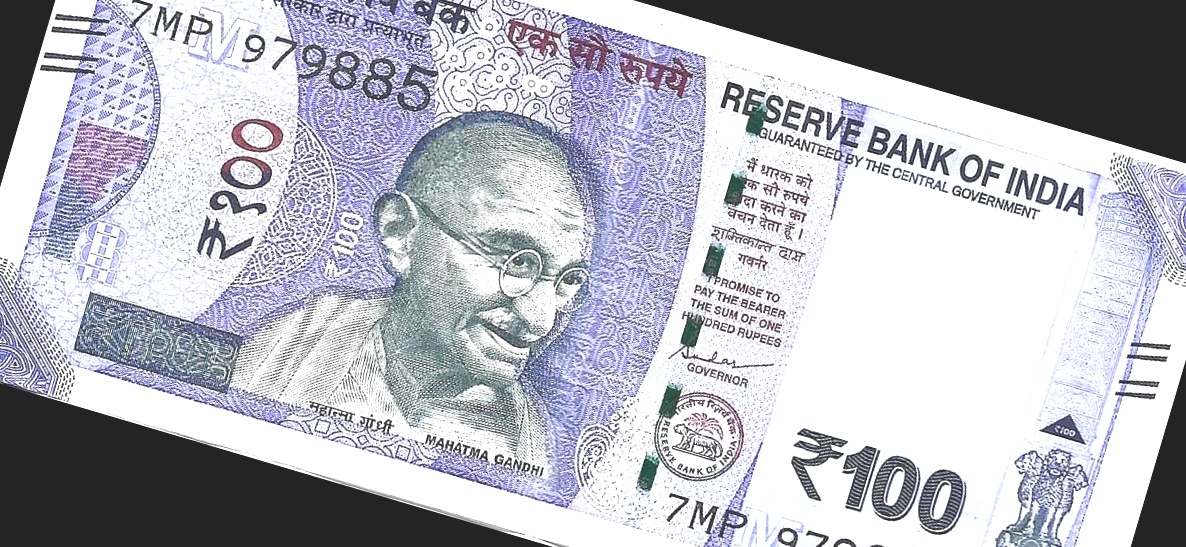 बैंक
द्वारा प्रत्याभूत
7MP 979885
एक सौ रुपये
RESERVE BANK OF INDIA
GUARANTEED BY THE CENTRAL GOVERNMENT
₹१००
₹100
मैं धारक को
एक सौ रुपये
अदा करने का
वचन देता हूँ ।
शक्तिकान्त दास
गवर्नर
I PROMISE TO
PAY THE BEARER
THE SUM OF ONE
HUNDRED RUPEES
GOVERNOR
भारतीय रिज़र्व बैंक
RESERVE BANK OF INDIA
महात्मा गांधी
MAHATMA GANDHI
₹100
₹100
7MP 979